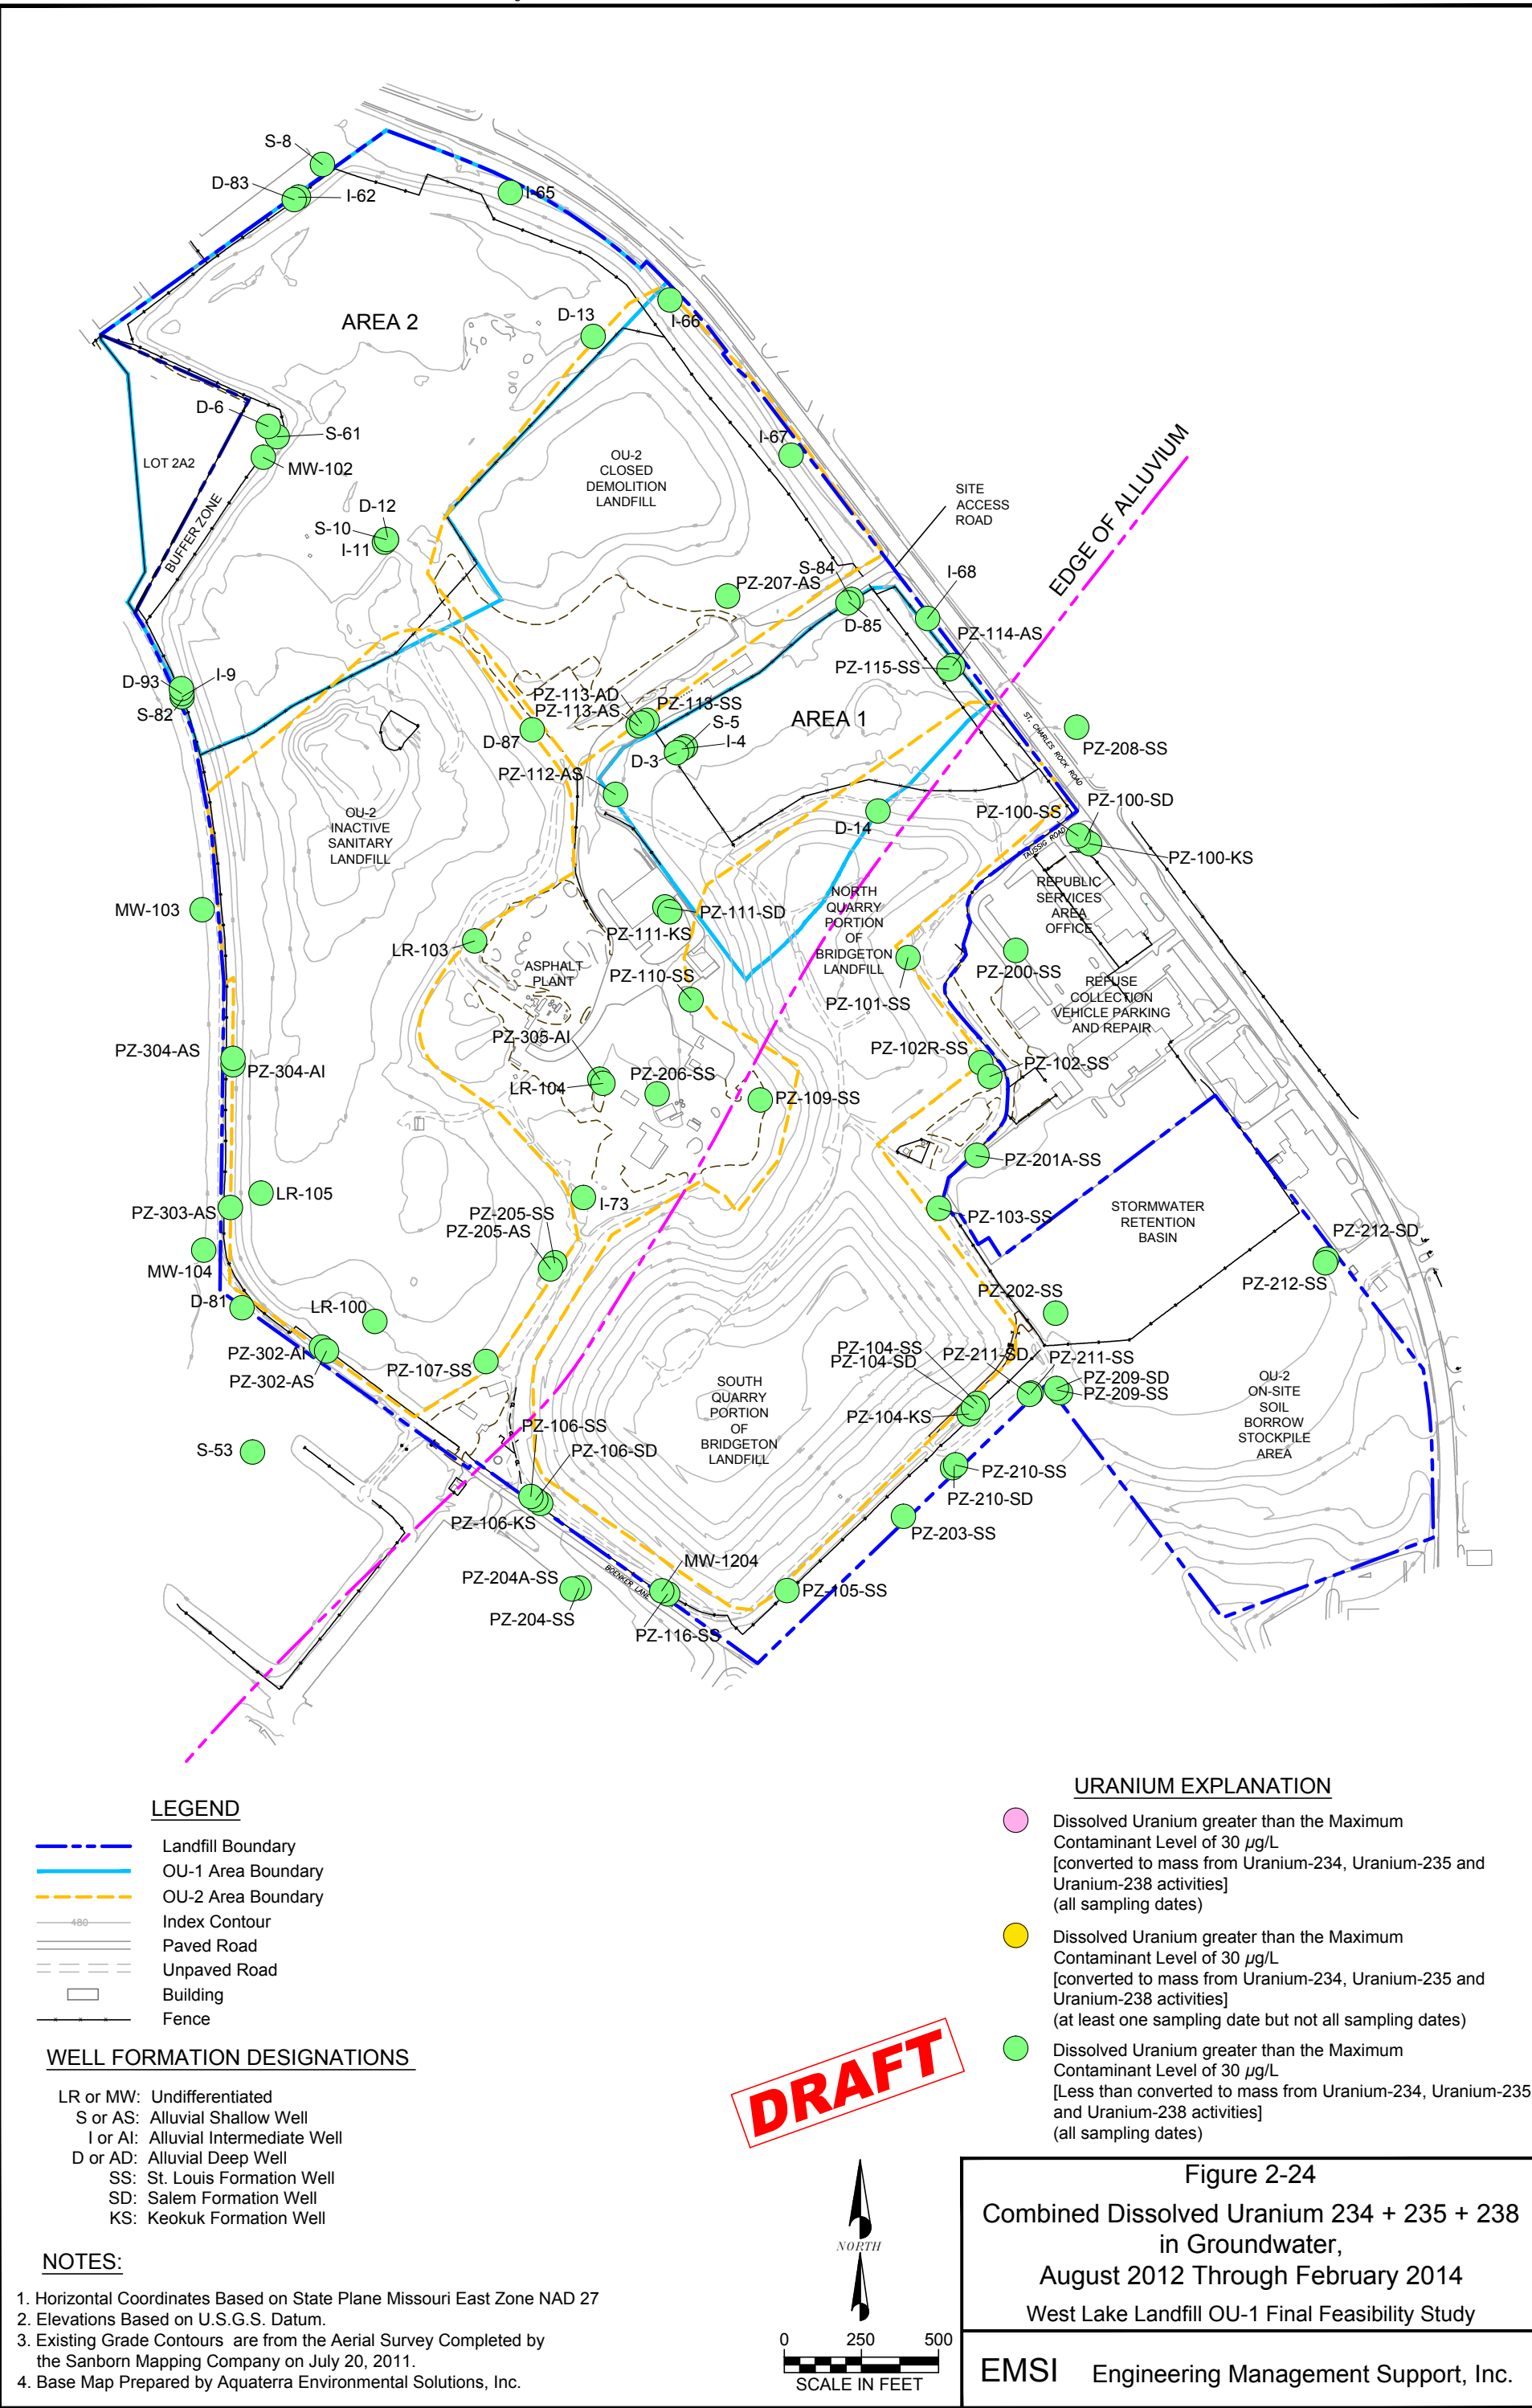 S-8
D-83
I-62
I-65
AREA 2
D-13
I-66
D-6
S-61
LOT 2A2
MW-102
I-67
OU-2
CLOSED
DEMOLITION
LANDFILL
EDGE OF ALLUVIUM
SITE
ACCESS
ROAD
BUFFER ZONE
D-12
S-10
I-11
S-84
I-68
PZ-207-AS
D-85
PZ-114-AS
PZ-115-SS
D-93
I-9
S-82
PZ-113-AD
PZ-113-SS
PZ-113-AS
S-5
AREA 1
D-87
I-4
D-3
ST. CHARLES ROCK ROAD
PZ-208-SS
PZ-112-AS
PZ-100-SD
PZ-100-SS
D-14
OU-2
INACTIVE
SANITARY
LANDFILL
TAUSSIG ROAD
PZ-100-KS
REPUBLIC
SERVICES
AREA
OFFICE
NORTH
QUARRY
PORTION
OF
BRIDGETON
LANDFILL
MW-103
PZ-111-SD
PZ-111-KS
LR-103
ASPHALT
PLANT
PZ-110-SS
PZ-200-SS
PZ-101-SS
REFUSE
COLLECTION
VEHICLE PARKING
AND REPAIR
PZ-305-AI
PZ-102R-SS
PZ-102-SS
PZ-304-AS
PZ-304-AI
LR-104
PZ-206-SS
PZ-109-SS
PZ-201A-SS
LR-105
I-73
PZ-303-AS
PZ-205-SS
PZ-205-AS
PZ-103-SS
STORMWATER
RETENTION
BASIN
PZ-212-SD
PZ-212-SS
MW-104
D-81
LR-100
PZ-202-SS
PZ-302-AI
PZ-302-AS
PZ-107-SS
PZ-104-SS
PZ-104-SD
PZ-211-SD
PZ-211-SS
PZ-209-SD
PZ-209-SS
PZ-104-KS
SOUTH
QUARRY
PORTION
OF
BRIDGETON
LANDFILL
OU-2
ON-SITE
SOIL
BORROW
STOCKPILE
AREA
S-53
PZ-106-SS
PZ-106-SD
PZ-210-SS
PZ-210-SD
PZ-106-KS
PZ-203-SS
MW-1204
PZ-204A-SS
BOENKER LANE
PZ-105-SS
PZ-204-SS
PZ-116-SS
LEGEND
Landfill Boundary
OU-1 Area Boundary
OU-2 Area Boundary
480
Index Contour
Paved Road
Unpaved Road
Building
Fence
WELL FORMATION DESIGNATIONS
LR or MW: Undifferentiated
S or AS: Alluvial Shallow Well
I or AI: Alluvial Intermediate Well
D or AD: Alluvial Deep Well
SS: St. Louis Formation Well
SD: Salem Formation Well
KS: Keokuk Formation Well
NOTES:
1. Horizontal Coordinates Based on State Plane Missouri East Zone NAD 27
2. Elevations Based on U.S.G.S. Datum.
3. Existing Grade Contours are from the Aerial Survey Completed by
the Sanborn Mapping Company on July 20, 2011.
4. Base Map Prepared by Aquaterra Environmental Solutions, Inc.
URANIUM EXPLANATION
Dissolved Uranium greater than the Maximum
Contaminant Level of 30 µg/L
[converted to mass from Uranium-234, Uranium-235 and
Uranium-238 activities]
(all sampling dates)
Dissolved Uranium greater than the Maximum
Contaminant Level of 30 µg/L
[converted to mass from Uranium-234, Uranium-235 and
Uranium-238 activities]
(at least one sampling date but not all sampling dates)
Dissolved Uranium greater than the Maximum
Contaminant Level of 30 µg/L
[Less than converted to mass from Uranium-234, Uranium-235
and Uranium-238 activities]
(all sampling dates)
DRAFT
NORTH
0 250 500
SCALE IN FEET
Figure 2-24
Combined Dissolved Uranium 234 + 235 + 238
in Groundwater,
August 2012 Through February 2014
West Lake Landfill OU-1 Final Feasibility Study
EMSI Engineering Management Support, Inc.